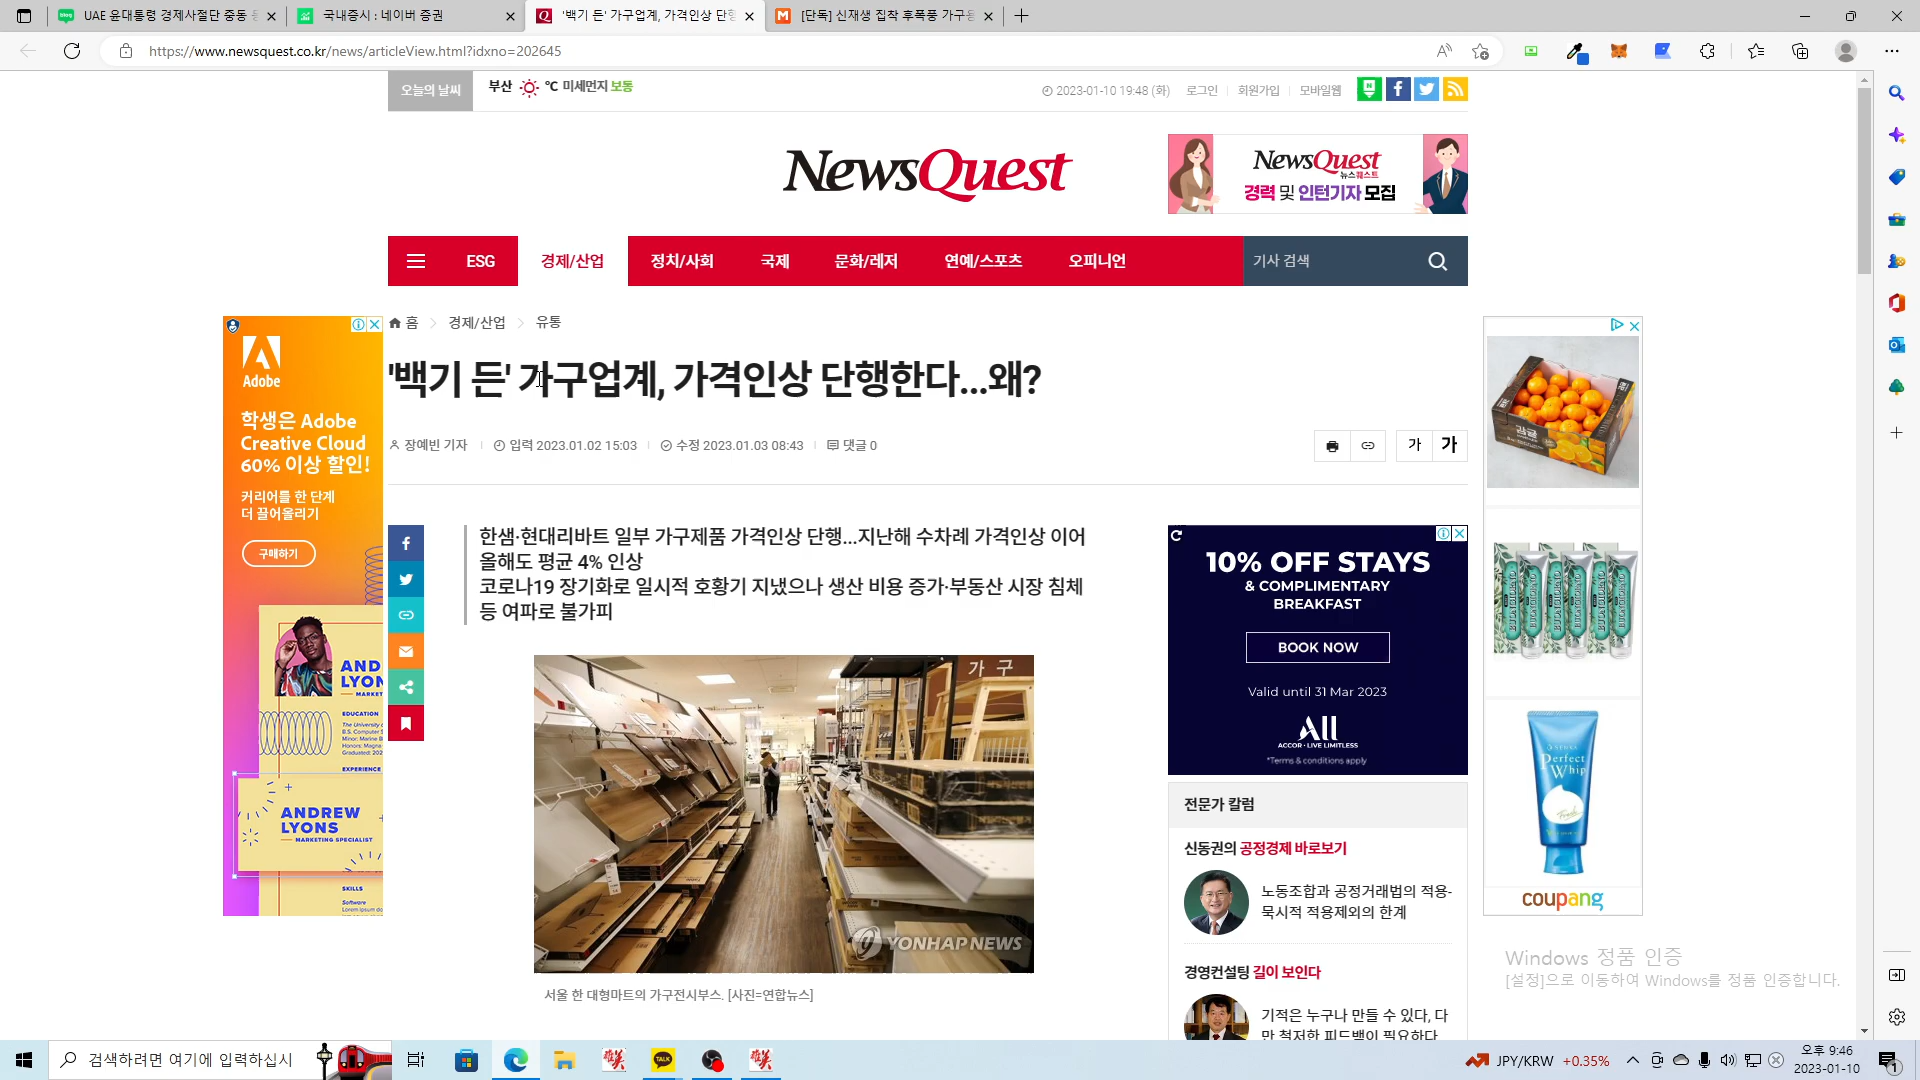 UAE 윤대통령 경제사절단 중동
국내증시 : 네이버 증권
'백기 든' 가구업계, 가격인상 단행
[단독] 신재생 집착 후폭풍 가구
https://www.newsquest.co.kr/news/articleView.html?idxno=202645
오늘의 날씨
부산 ℃ 미세먼지 보통
2023-01-10 19:48 (화)
로그인
회원가입
모바일웹
NewsQuest
NewsQuest
뉴스퀘스트
경력 및 인턴기자 모집
ESG
경제/산업
정치/사회
국제
문화/레저
연예/스포츠
오피니언
기사 검색
홈
경제/산업
유통
'백기 든' 가구업계, 가격인상 단행한다...왜?
장예빈 기자
입력 2023.01.02 15:03
수정 2023.01.03 08:43
댓글 0
가
가
Adobe
학생은 Adobe
Creative Cloud
60% 이상 할인!
커리어를 한 단계
더 끌어올리기
구매하기
AND
LYON
MARKET
EDUCATION
EXPERIENCE
ANDREW
LYONS
MARKETING SPECIALIST
SKILLS
Software
한샘·현대리바트 일부 가구제품 가격인상 단행...지난해 수차례 가격인상 이어
올해도 평균 4% 인상
코로나19 장기화로 일시적 호황기 지냈으나 생산 비용 증가·부동산 시장 침체
등 여파로 불가피
가 구
YONHAP NEWS
서울 한 대형마트의 가구전시부스. [사진=연합뉴스]
10% OFF STAYS
& COMPLIMENTARY
BREAKFAST
BOOK NOW
Valid until 31 Mar 2023
All
ACCOR · LIVE LIMITLESS
*Terms & conditions apply
전문가 칼럼
신동권의 공정경제 바로보기
노동조합과 공정거래법의 적용-
묵시적 적용제외의 한계
경영컨설팅 길이 보인다
기적은 누구나 만들 수 있다, 다
만 철저한 피드백이 필요하다
감귤
Perfect
Whip
coupang
Windows 정품 인증
[설정]으로 이동하여 Windows를 정품 인증합니다.
검색하려면 여기에 입력하십시
TALK
JPY/KRW +0.35%
오후 9:46
2023-01-10
1